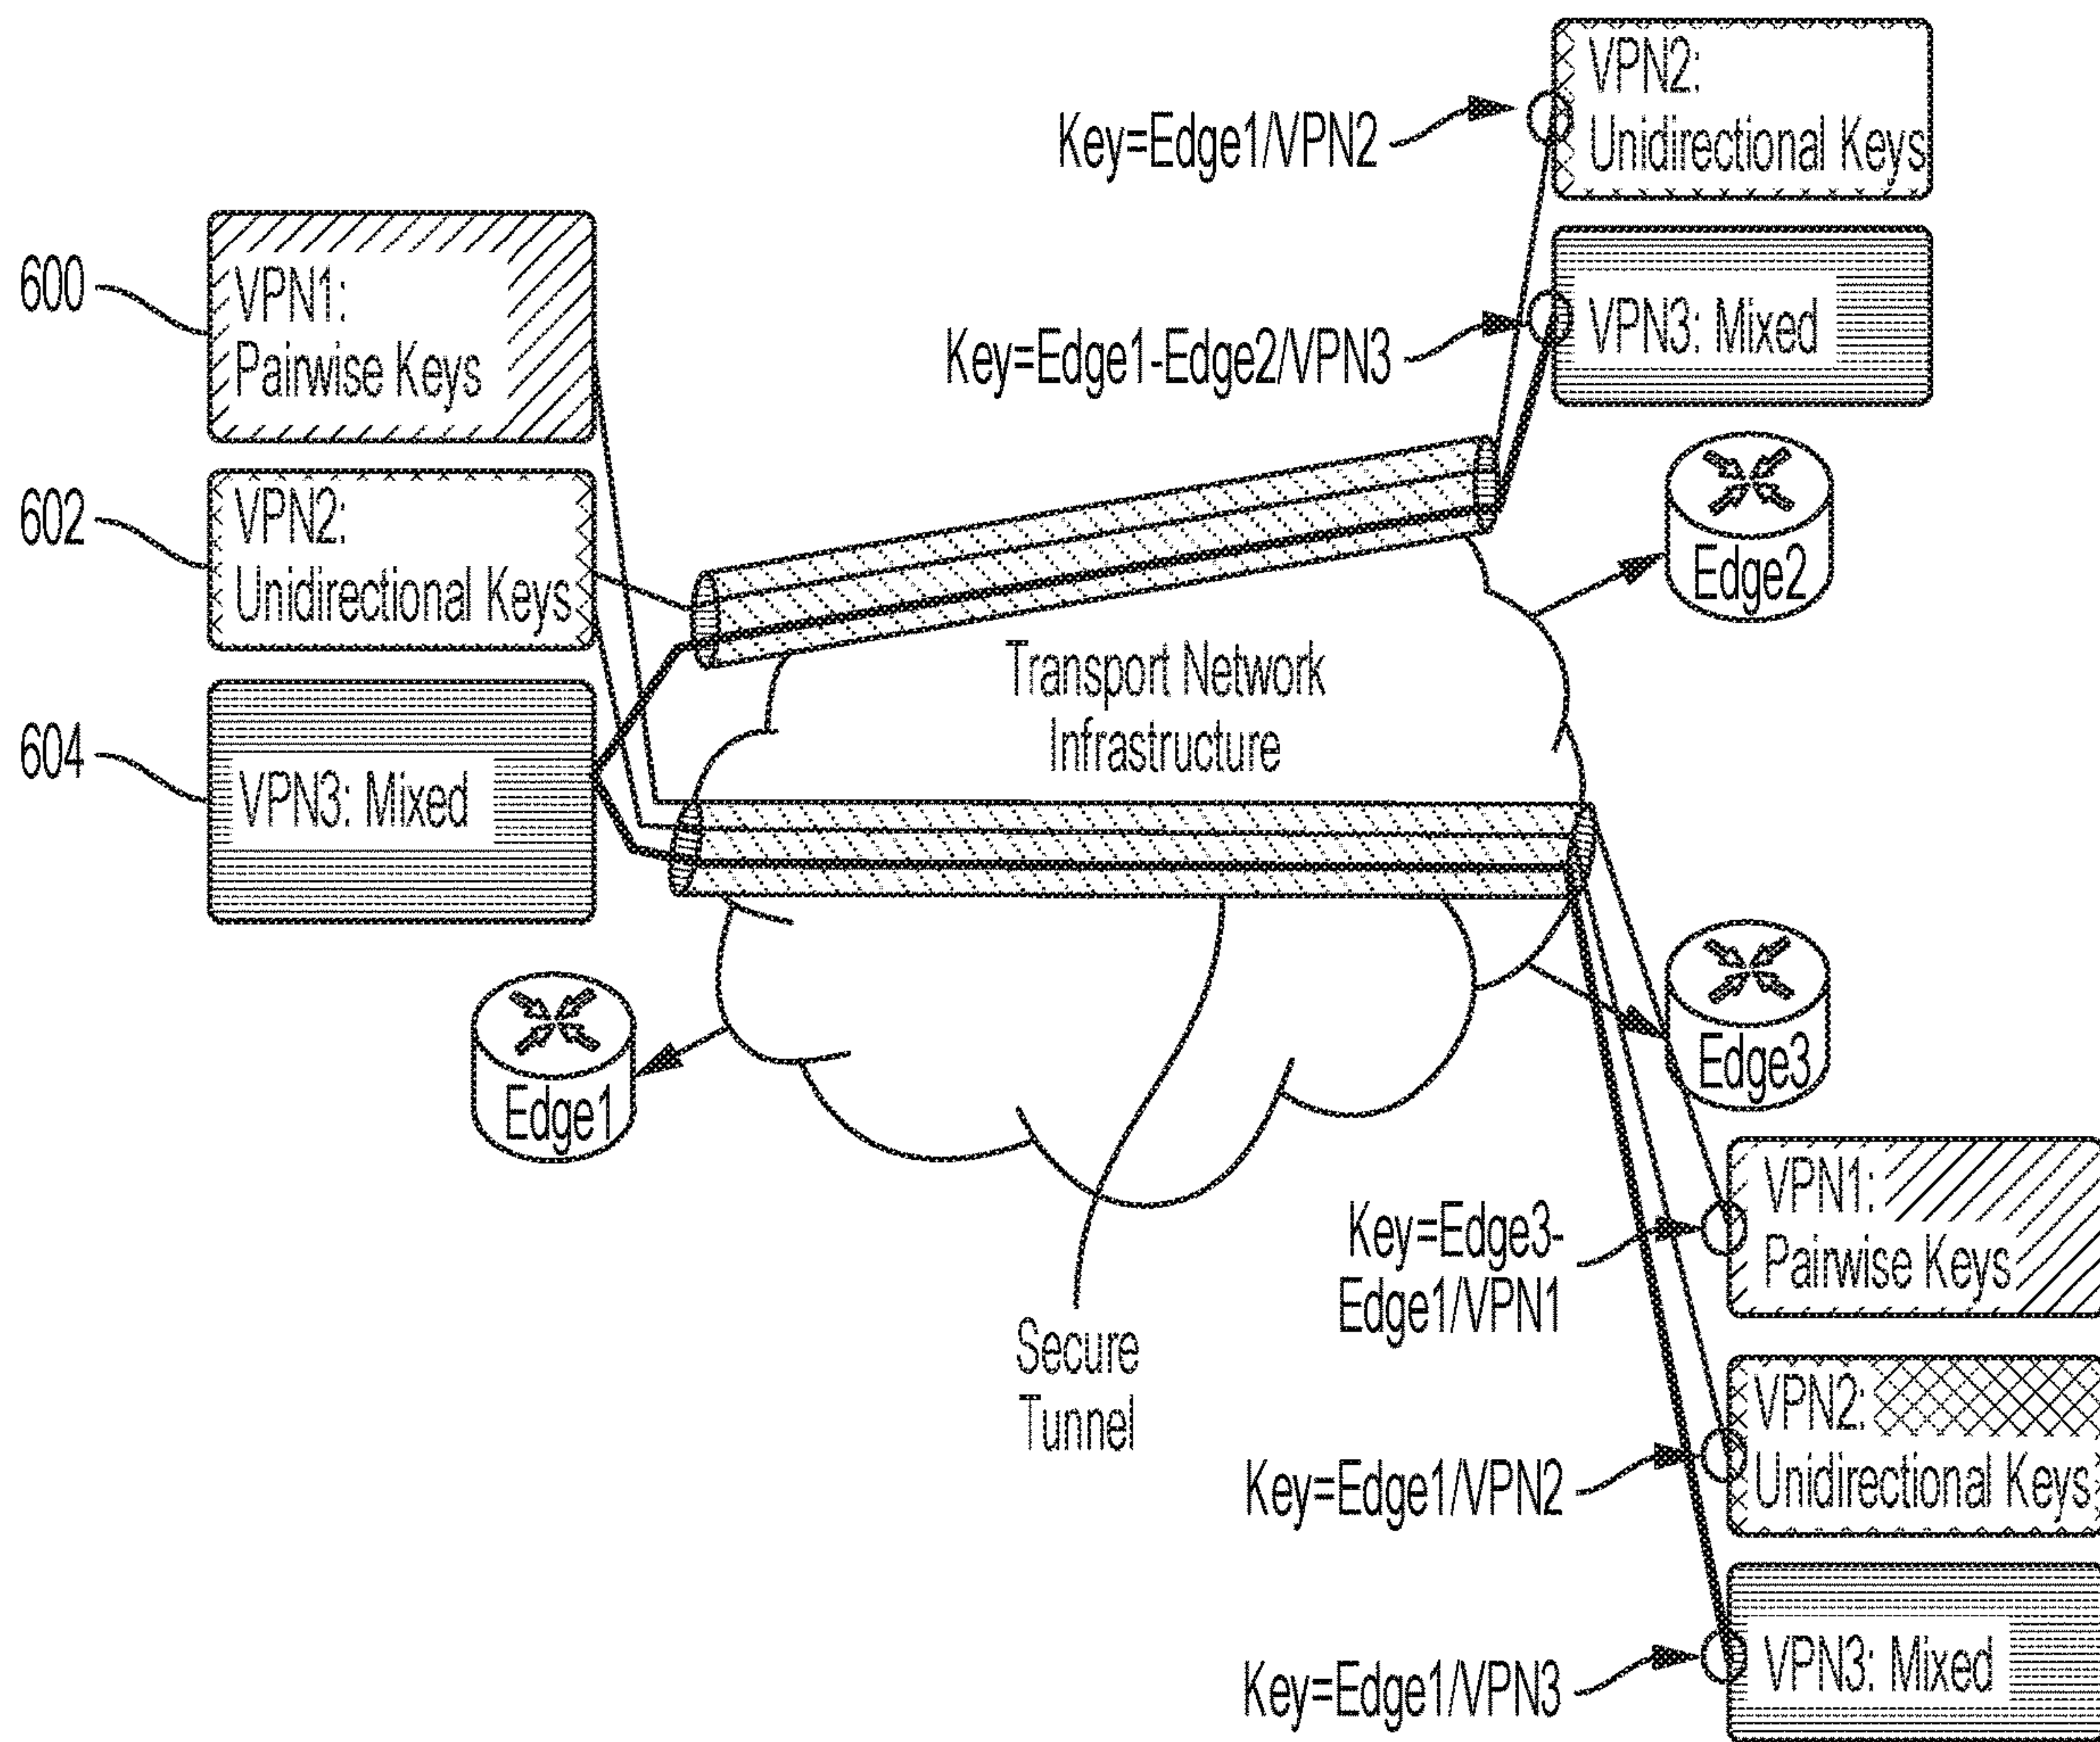 VPN2:
Unidirectional Keys
Key=Edge1/VPN2
VPN3: Mixed
Key=Edge1-Edge2/VPN3
600
VPN1:
Pairwise Keys
602
VPN2:
Unidirectional Keys
604
VPN3: Mixed
Edge2
Transport Network
Infrastructure
Edge1
Edge3
Secure
Tunnel
Key=Edge3-
Edge1/VPN1
VPN1:
Pairwise Keys
Key=Edge1/VPN2
VPN2:
Unidirectional Keys
Key=Edge1/VPN3
VPN3: Mixed